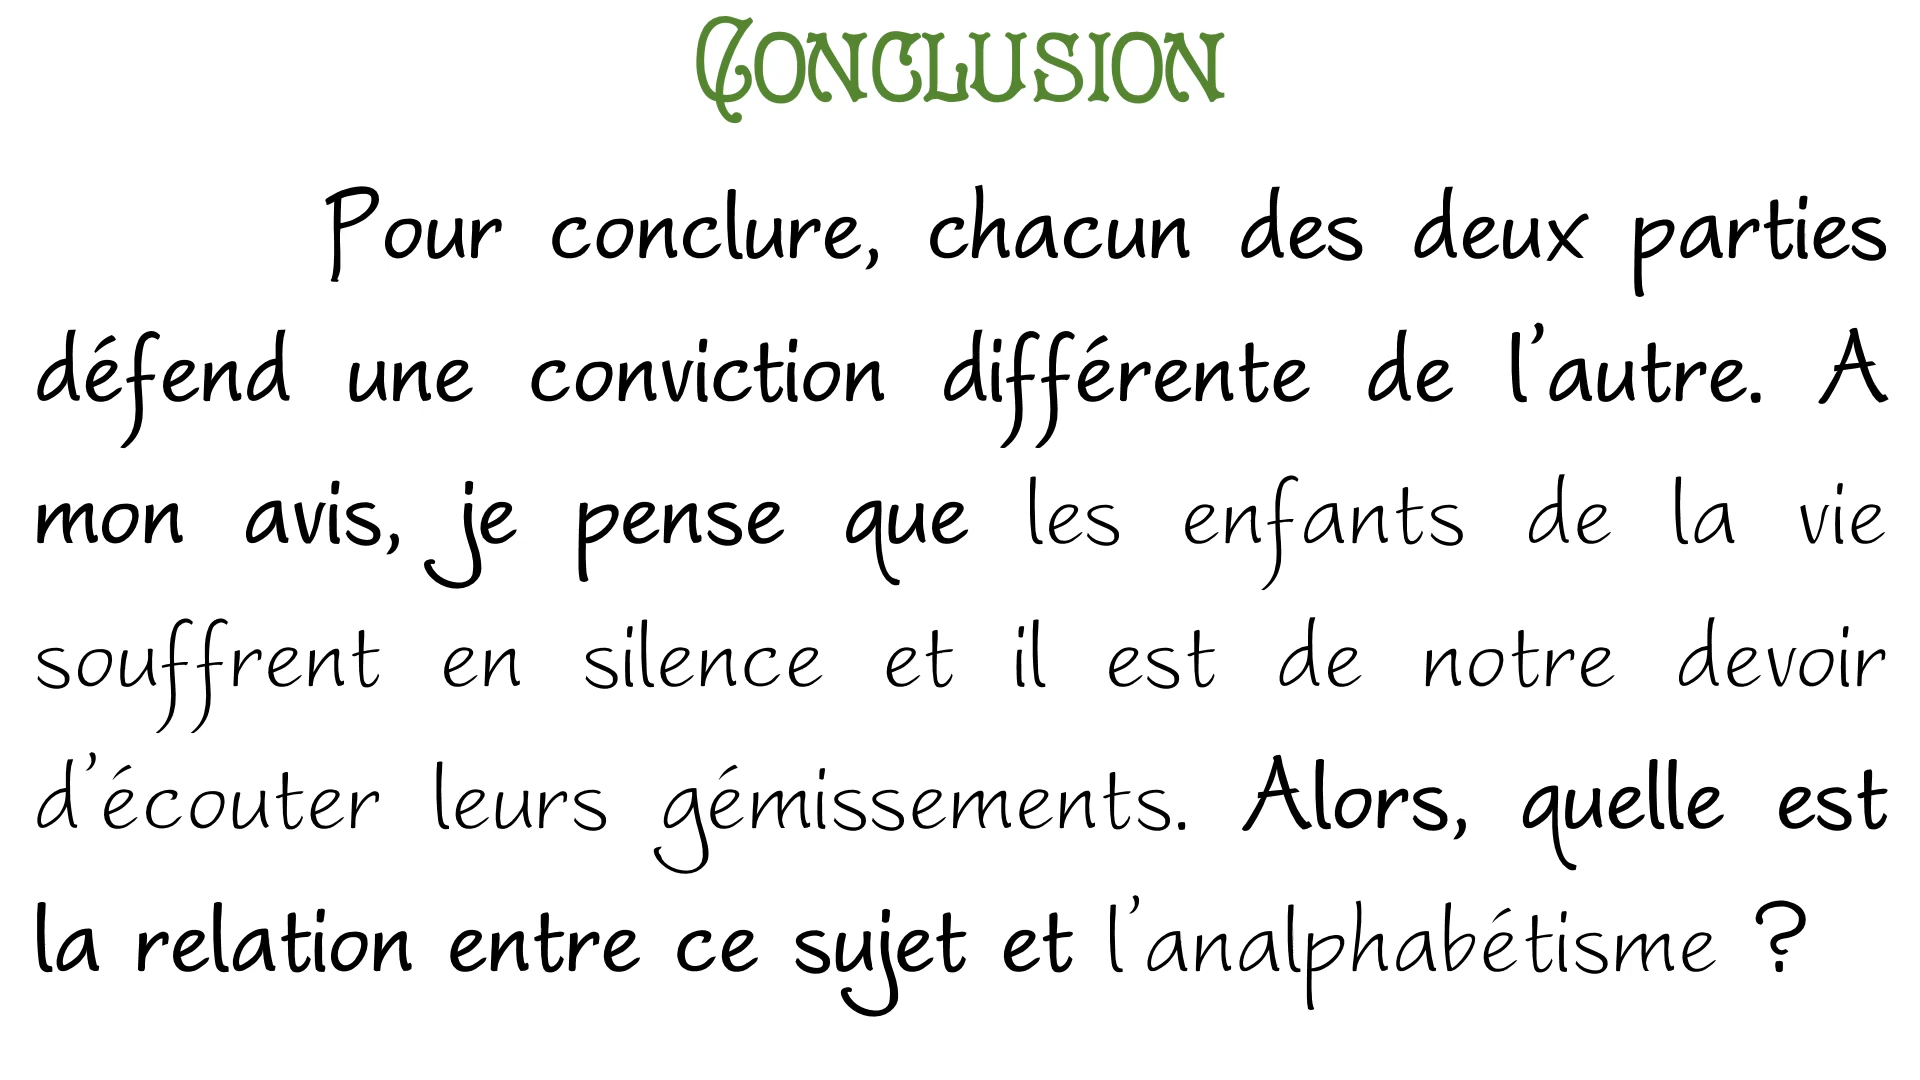 Conclusion
Pour conclure, chacun des deux parties
défend une conviction différente de l'autre. A
mon avis, je pense que les enfants de la vie
souffrent en silence et il est de notre devoir
d'écouter leurs gémissements. Alors, quelle est
la relation entre ce sujet et l'analphabétisme ?